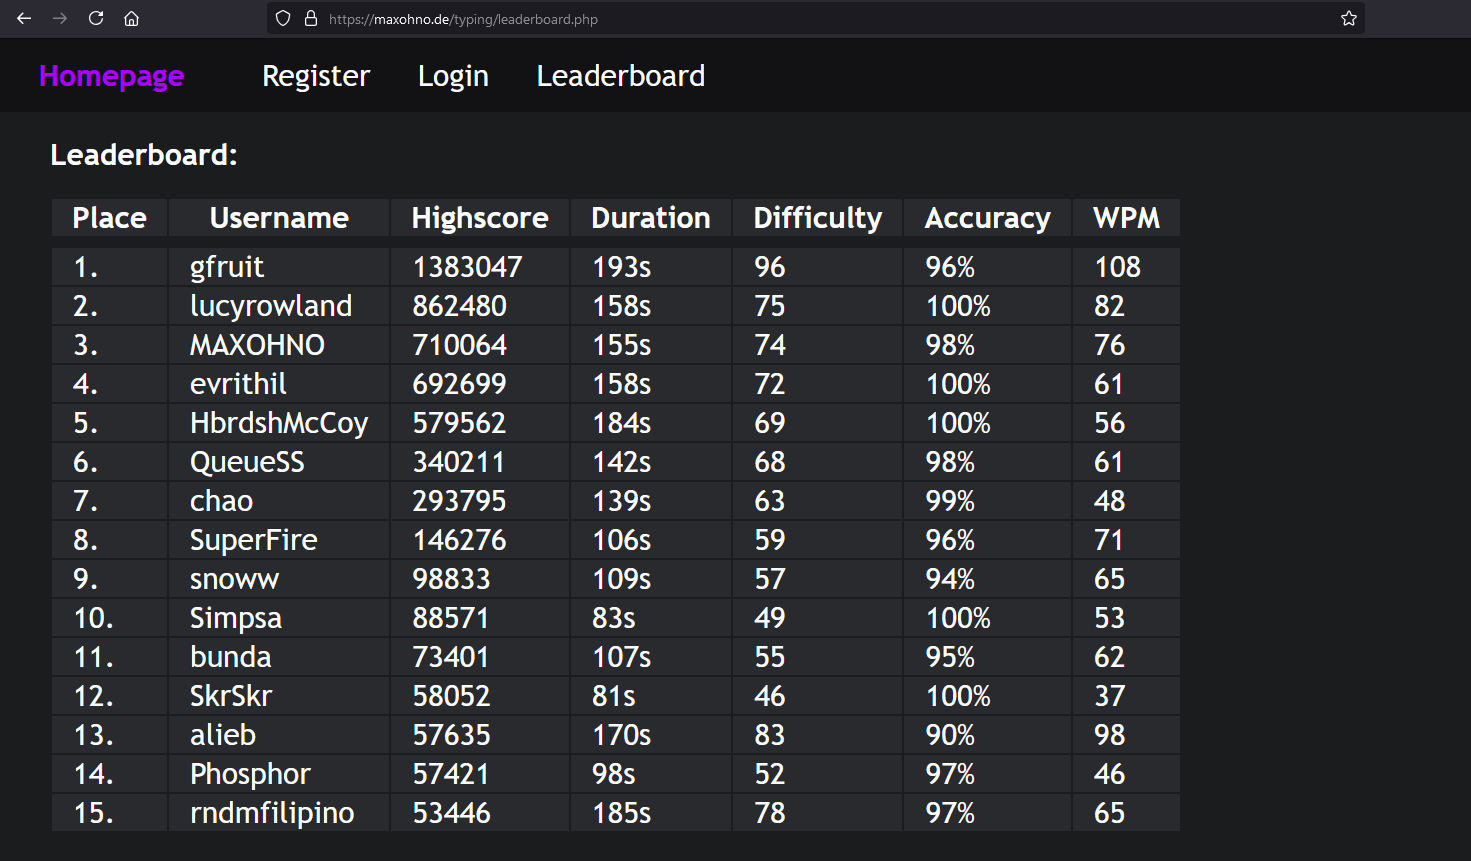 https://maxohno.de/typing/leaderboard.php
Homepage Register Login Leaderboard
Leaderboard:
Place Username Highscore Duration Difficulty Accuracy WPM
1. gfruit 1383047 193s 96 96% 108
2. lucyrowland 862480 158s 75 100% 82
3. MAXOHNO 710064 155s 74 98% 76
4. evrithil 692699 158s 72 100% 61
5. HbrdshMcCoy 579562 184s 69 100% 56
6. QueueSS 340211 142s 68 98% 61
7. chao 293795 139s 63 99% 48
8. SuperFire 146276 106s 59 96% 71
9. snoww 98833 109s 57 94% 65
10. Simpsa 88571 83s 49 100% 53
11. bunda 73401 107s 55 95% 62
12. SkrSkr 58052 81s 46 100% 37
13. alieb 57635 170s 83 90% 98
14. Phosphor 57421 98s 52 97% 46
15. rndmfilipino 53446 185s 78 97% 65